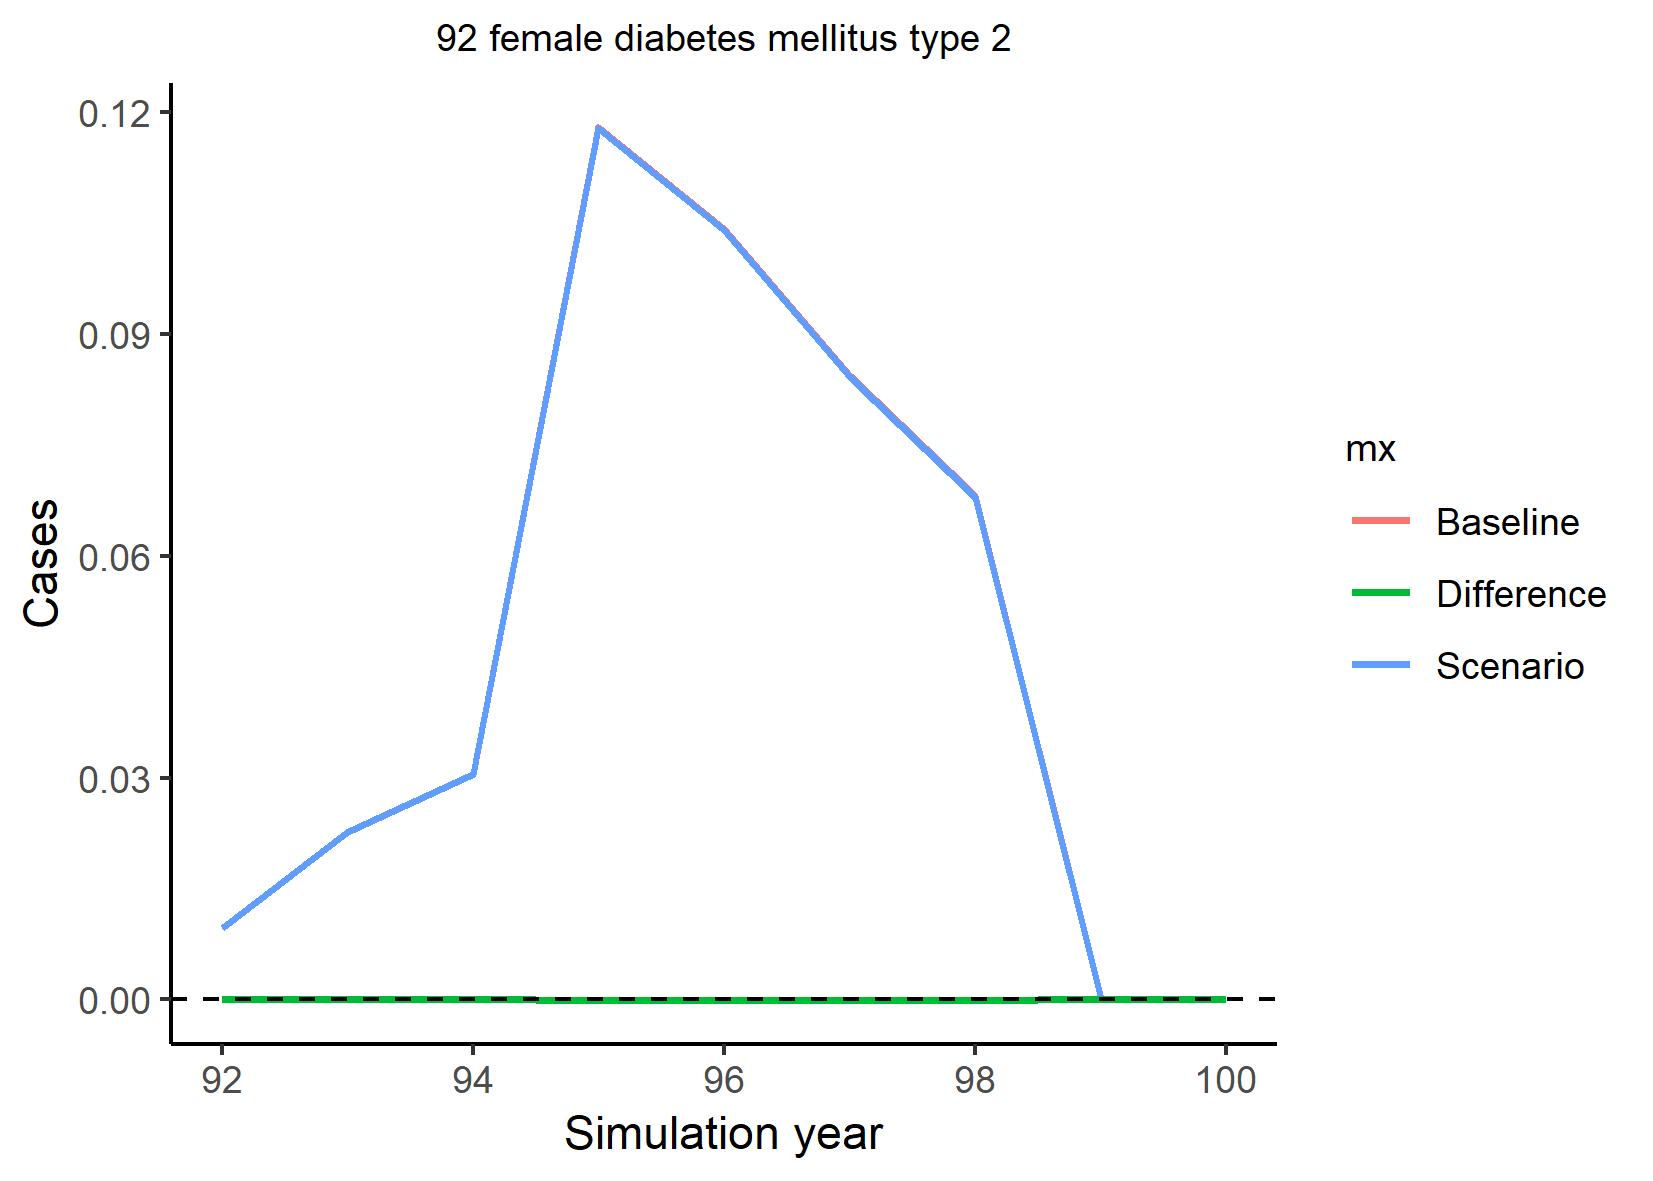 92 female diabetes mellitus type 2
0.12
0.09
0.06
0.03
0.00
Cases
92 94 96 98 100
Simulation year
mx
Baseline
Difference
Scenario